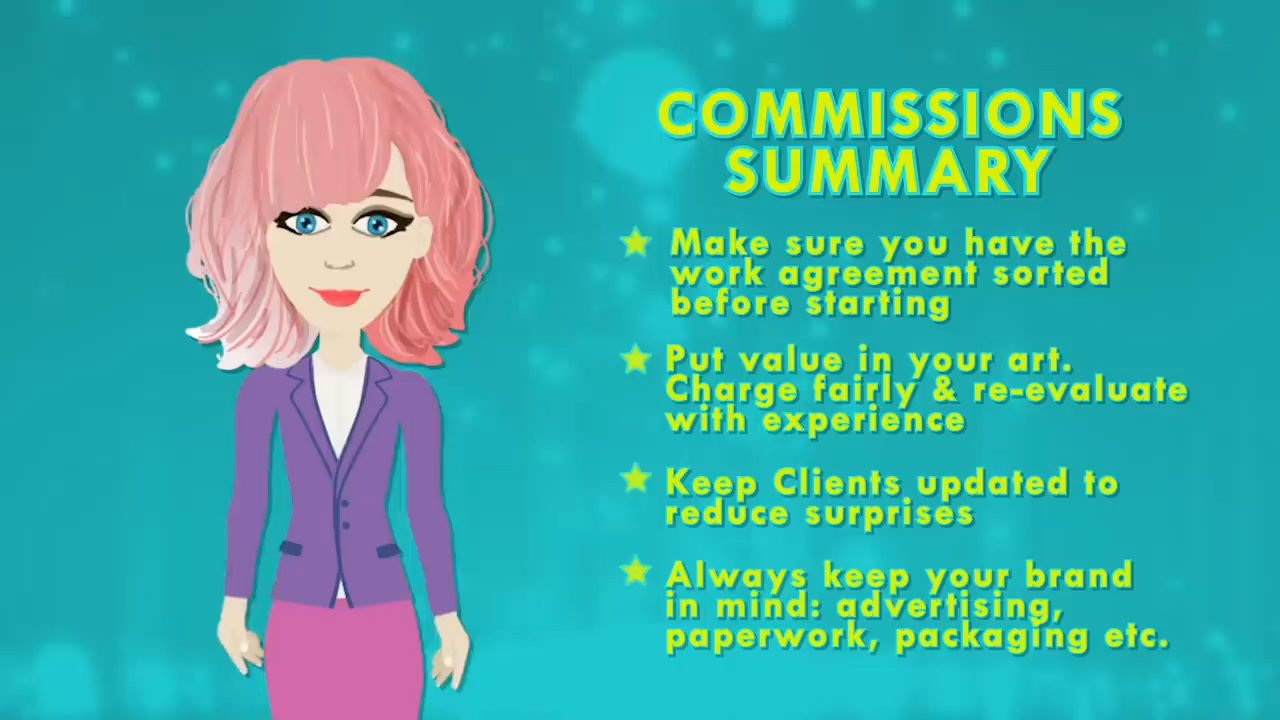 COMMISSIONS
SUMMARY
Make sure you have the
work agreement sorted
before starting
Put value in your art.
Charge fairly & re-evaluate
with experience
Keep Clients updated to
reduce surprises
Always keep your brand
in mind: advertising,
paperwork, packaging etc.